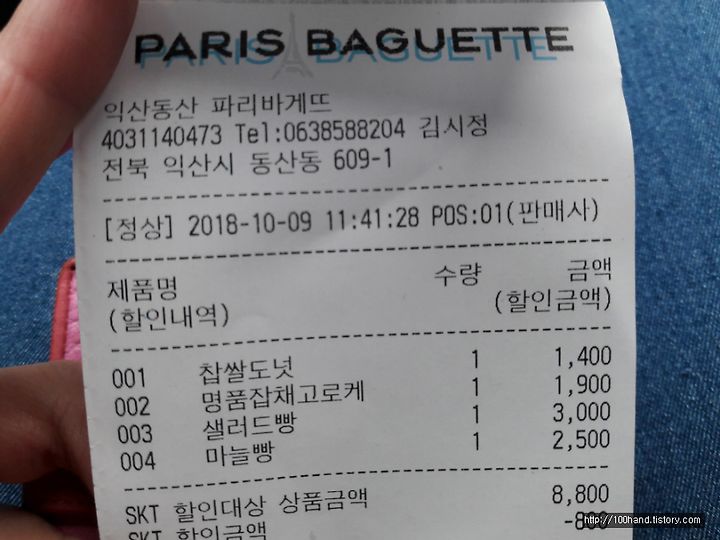 PARIS BAGUETTE
익산동산 파리바게뜨
4031140473 Tel:0638588204 김시정
전북 익산시 동산동 609-1
[정상] 2018-10-09 11:41:28 POS:01(판매사)
제품명 수량 금액
(할인내역) (할인금액)
001 찹쌀도넛 1 1,400
002 명품잡채고로케 1 1,900
003 샐러드빵 1 3,000
004 마늘빵 1 2,500
SKT 할인대상 상품금액 8,800
SKT 할인금액
http://100hand.tistory.com